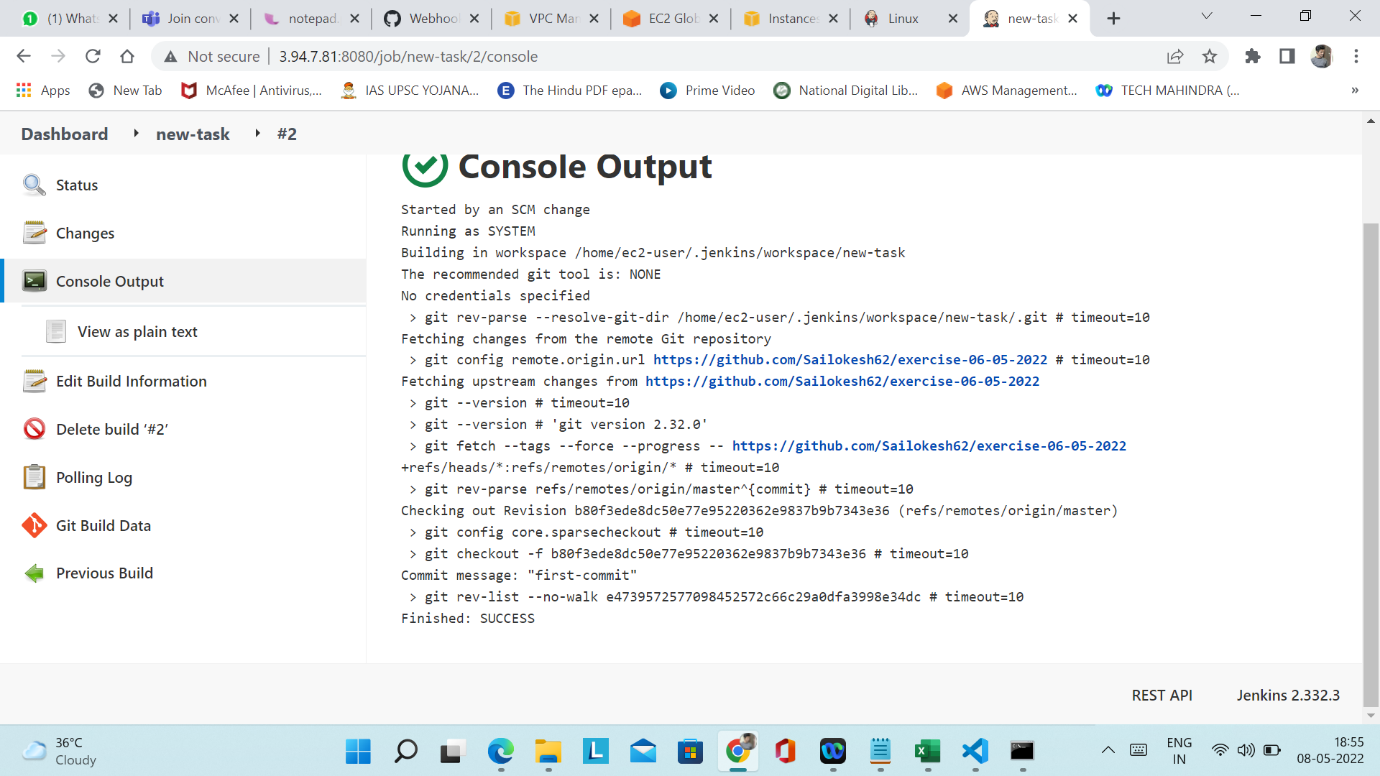 (1) Whats
Join conv
notepad.
Webhook
VPC Man
EC2 Glob
Instances
Linux
new-task
Not secure
3.94.7.81:8080/job/new-task/2/console
Apps
New Tab
McAfee | Antivirus,...
IAS UPSC YOJANA...
The Hindu PDF epa...
Prime Video
National Digital Lib...
AWS Management...
TECH MAHINDRA (...
»
Dashboard
new-task
#2
Status
Changes
Console Output
View as plain text
Edit Build Information
Delete build ‘#2’
Polling Log
Git Build Data
Previous Build
Console Output
Started by an SCM change
Running as SYSTEM
Building in workspace /home/ec2-user/.jenkins/workspace/new-task
The recommended git tool is: NONE
No credentials specified
> git rev-parse --resolve-git-dir /home/ec2-user/.jenkins/workspace/new-task/.git # timeout=10
Fetching changes from the remote Git repository
> git config remote.origin.url https://github.com/Sailokesh62/exercise-06-05-2022 # timeout=10
Fetching upstream changes from https://github.com/Sailokesh62/exercise-06-05-2022
> git --version # timeout=10
> git --version # 'git version 2.32.0'
> git fetch --tags --force --progress -- https://github.com/Sailokesh62/exercise-06-05-2022
+refs/heads/*:refs/remotes/origin/* # timeout=10
> git rev-parse refs/remotes/origin/master^{commit} # timeout=10
Checking out Revision b80f3ede8dc50e77e95220362e9837b9b7343e36 (refs/remotes/origin/master)
> git config core.sparsecheckout # timeout=10
> git checkout -f b80f3ede8dc50e77e95220362e9837b9b7343e36 # timeout=10
Commit message: "first-commit"
> git rev-list --no-walk e4739572577098452572c66c29a0dfa3998e34dc # timeout=10
Finished: SUCCESS
REST API
Jenkins 2.332.3
36°C
Cloudy
ENG
IN
18:55
08-05-2022